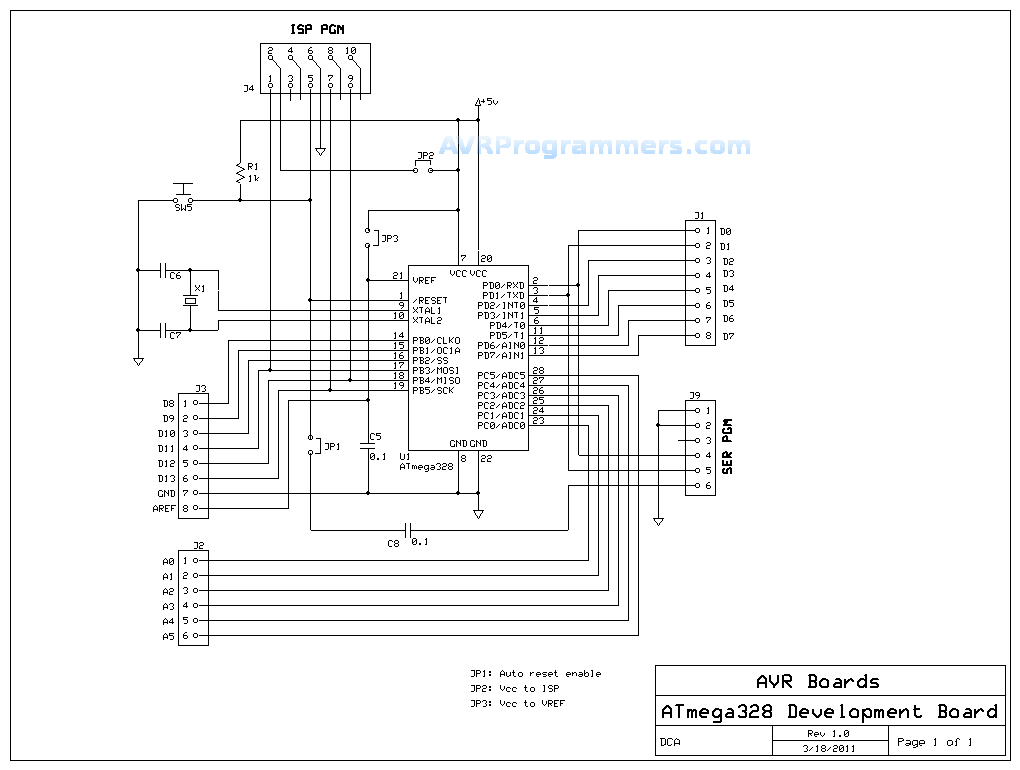 ISP PGM
2 4 6 8 10
1 3 5 7 9
J4
+5v
AVRProgrammers.com
JP2
R1
1k
SW5
JP3
C6
X1
C7
J1
1 D0
2 D1
3 D2
4 D3
5 D4
6 D5
7 D6
8 D7
7 20
VCC VCC
21 VREF
1 /RESET
9 XTAL1
10 XTAL2
14 PB0/CLKO
15 PB1/OC1A
16 PB2/SS
17 PB3/MOSI
18 PB4/MISO
19 PB5/SCK
PD0/RXD 2
PD1/TXD 3
PD2/INT0 4
PD3/INT1 5
PD4/T0 6
PD5/T1 11
PD6/AIN0 12
PD7/AIN1 13
PC5/ADC5 28
PC4/ADC4 27
PC3/ADC3 26
PC2/ADC2 25
PC1/ADC1 24
PC0/ADC0 23
GND GND
8 22
U1
ATmega328
J3
D8 1
D9 2
D10 3
D11 4
D12 5
D13 6
GND 7
AREF 8
JP1
C5
0.1
J9
1
2
3
4
5
6
SER PGM
C8
0.1
J2
A0 1
A1 2
A2 3
A3 4
A4 5
A5 6
JP1: Auto reset enable
JP2: Vcc to ISP
JP3: Vcc to VREF
AVR Boards
ATmega328 Development Board
DCA
Rev 1.0
3/18/2011
Page 1 of 1